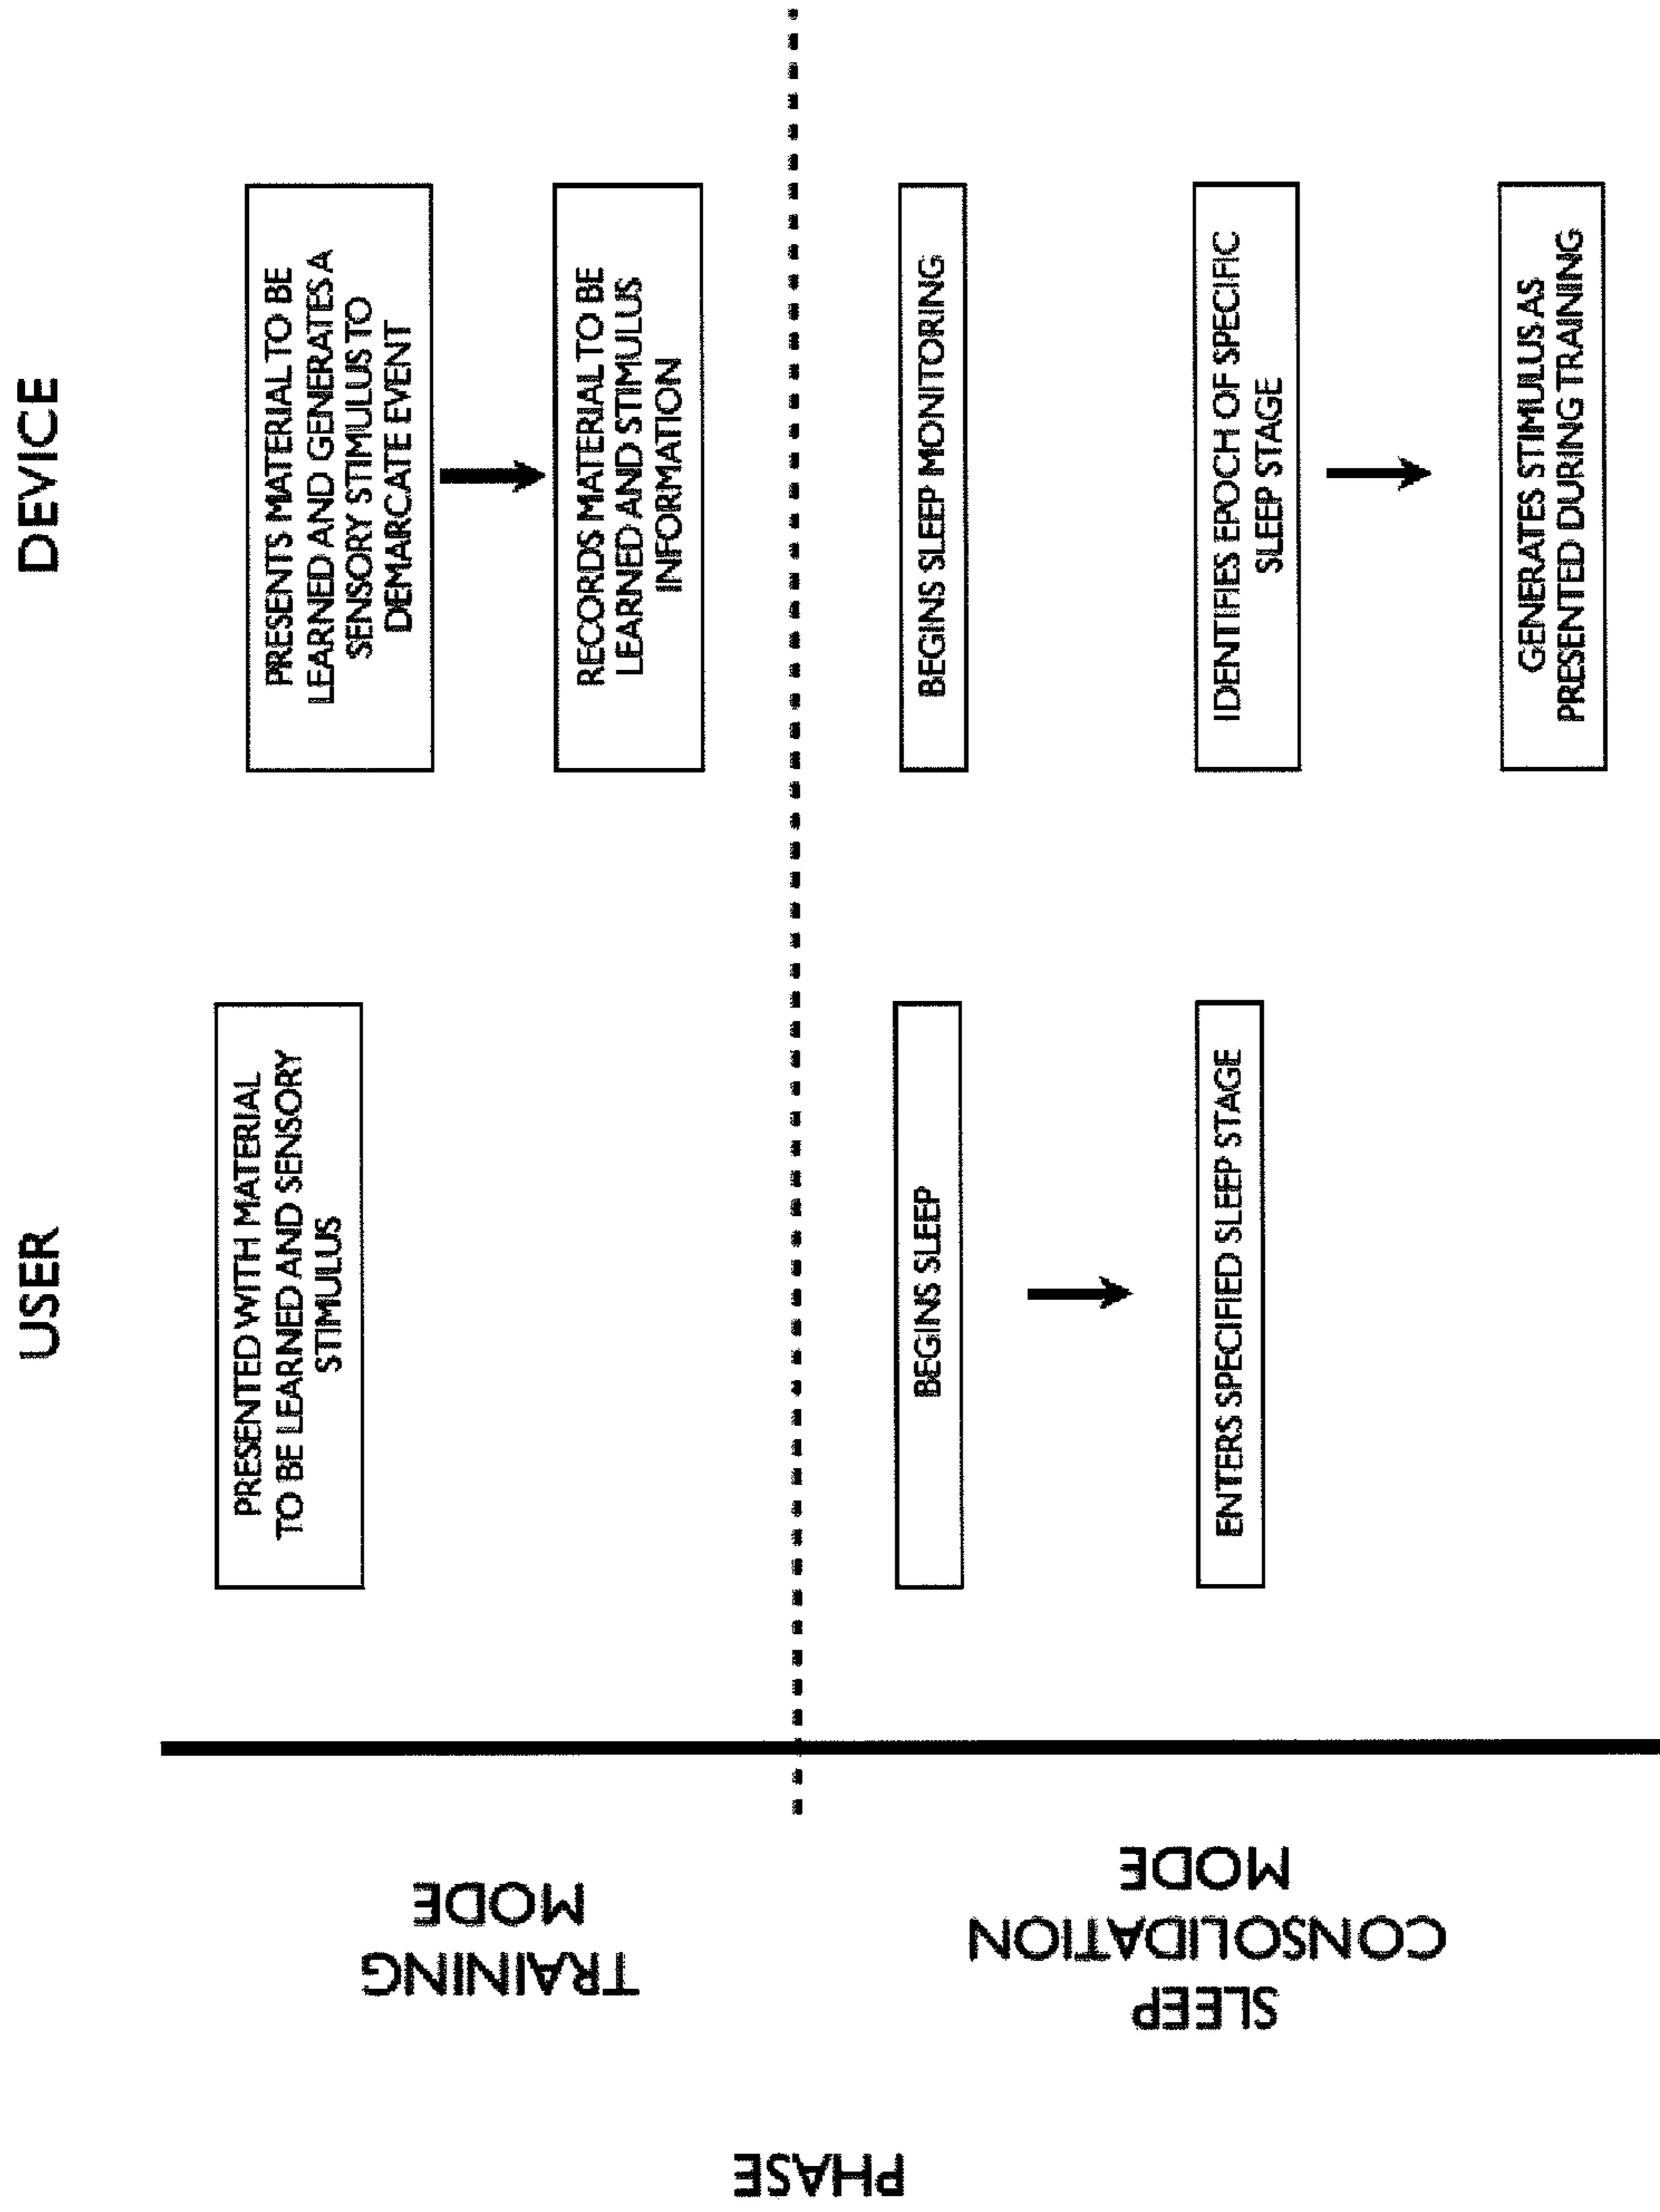 USER
DEVICE
PHASE
TRAINING
MODE
PRESENTED WITH MATERIAL
TO BE LEARNED AND SENSORY
STIMULUS
PRESENTS MATERIAL TO BE
LEARNED AND GENERATES A
SENSORY STIMULUS TO
DEMARCATE EVENT
RECORDS MATERIAL TO BE
LEARNED AND STIMULUS
INFORMATION
SLEEP
CONSOLIDATION
MODE
BEGINS SLEEP
BEGINS SLEEP MONITORING
ENTERS SPECIFIED SLEEP STAGE
IDENTIFIES EPOCH OF SPECIFIC
SLEEP STAGE
GENERATES STIMULUS AS
PRESENTED DURING TRAINING